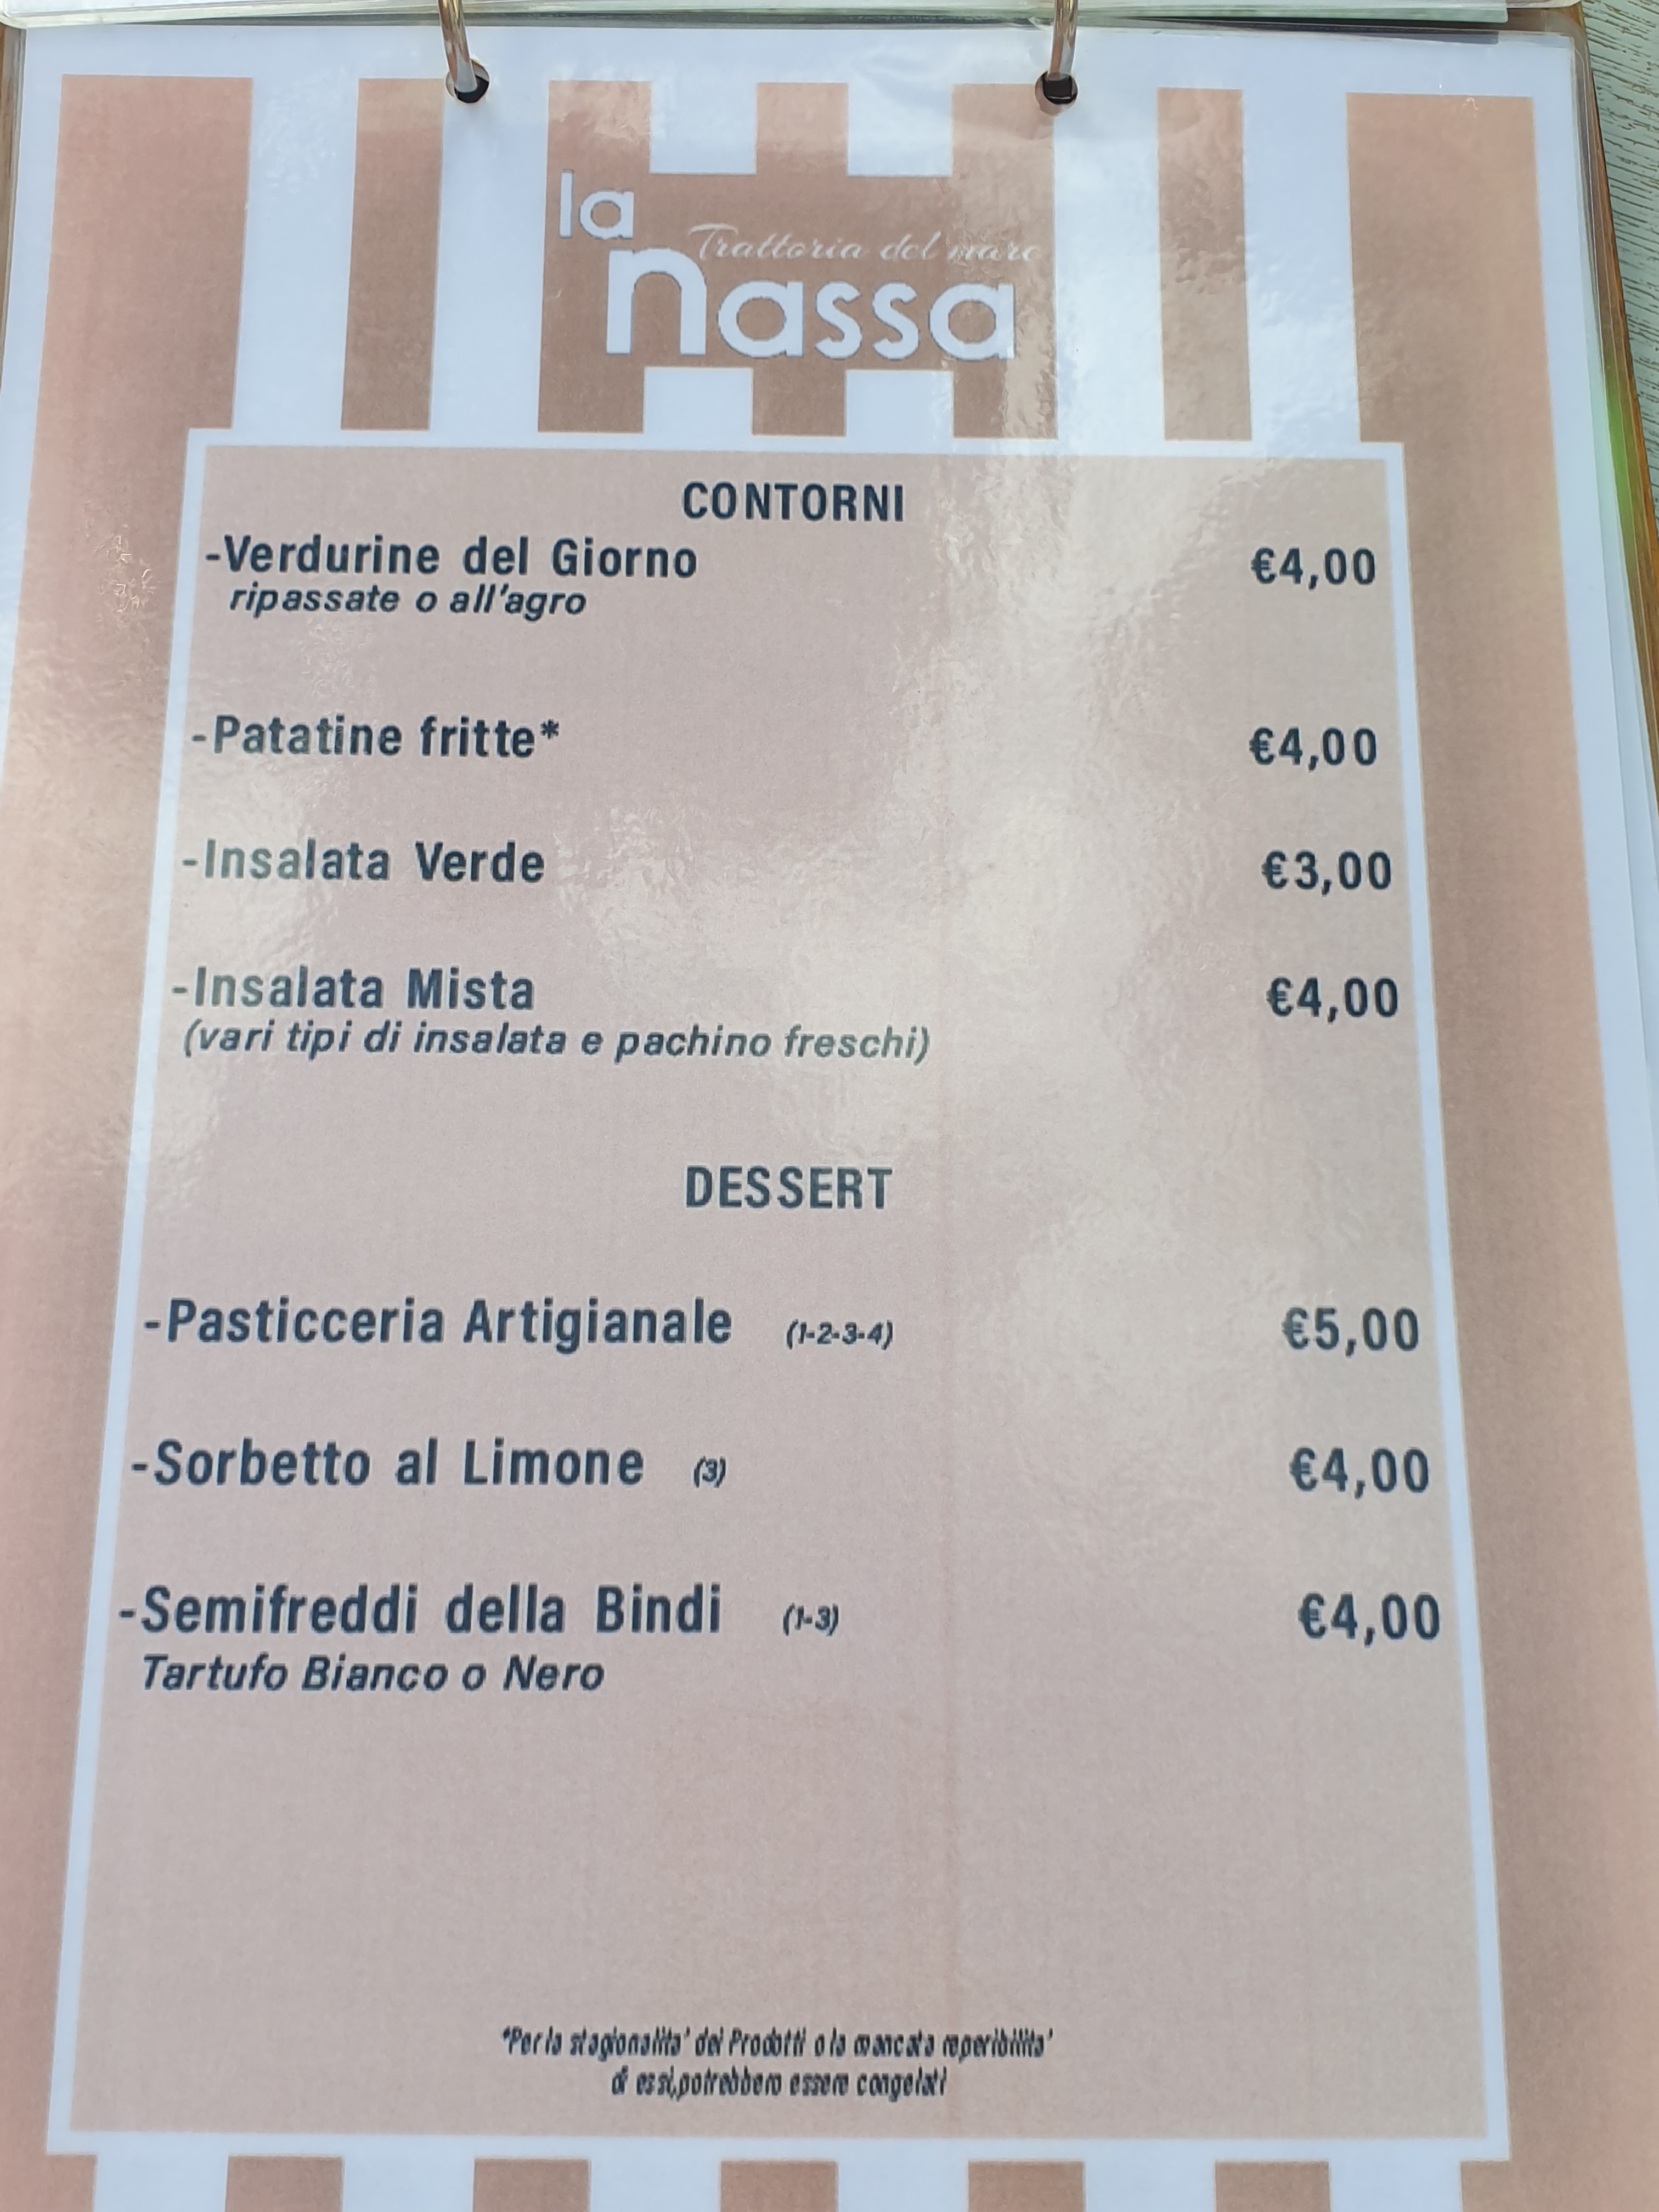 la
Trattoria del mare
nassa
CONTORNI
-Verdurine del Giorno €4,00
ripassate o all'agro
-Patatine fritte* €4,00
-Insalata Verde €3,00
-Insalata Mista €4,00
(vari tipi di insalata e pachino freschi)
DESSERT
-Pasticceria Artigianale (1-2-3-4) €5,00
-Sorbetto al Limone (3) €4,00
-Semifreddi della Bindi (1-3) €4,00
Tartufo Bianco o Nero
*Per la stagionalita' dei Prodotti o la mancata reperibilita'
di essi,potrebbero essere congelati